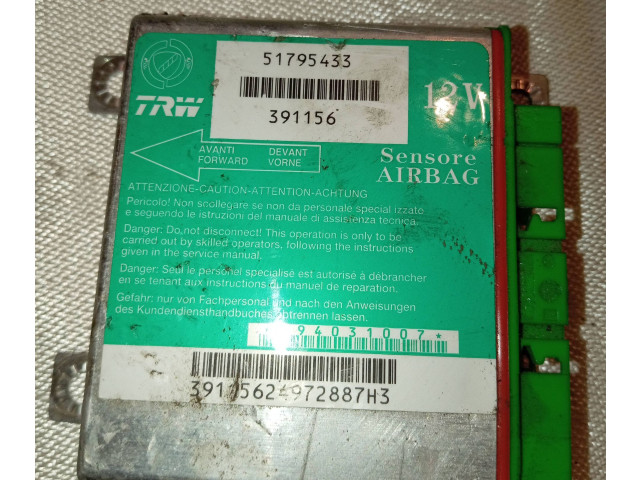 51795433
391156
TRW
12V
AVANTI DEVANT
FORWARD VORNE
Sensore
AIRBAG
ATTENZIONE-CAUTION-ATTENTION-ACHTUNG
Pericolo! Non scollegare se non da personale specializzato
e seguendo le istruzioni del manuale di assistenza tecnica.
Danger: Do not disconnect! This operation is only to be
carried out by skilled operators, following the instructions
given in the service manual.
Danger: Seul le personel spécialisé est autorisé à débrancher
en se tenant aux instructions du manuel de reparation.
Gefahr: nur von Fachpersonal und nach den Anweisungen
des Kundendiensthandbuches abtrennen lassen.
94031007*